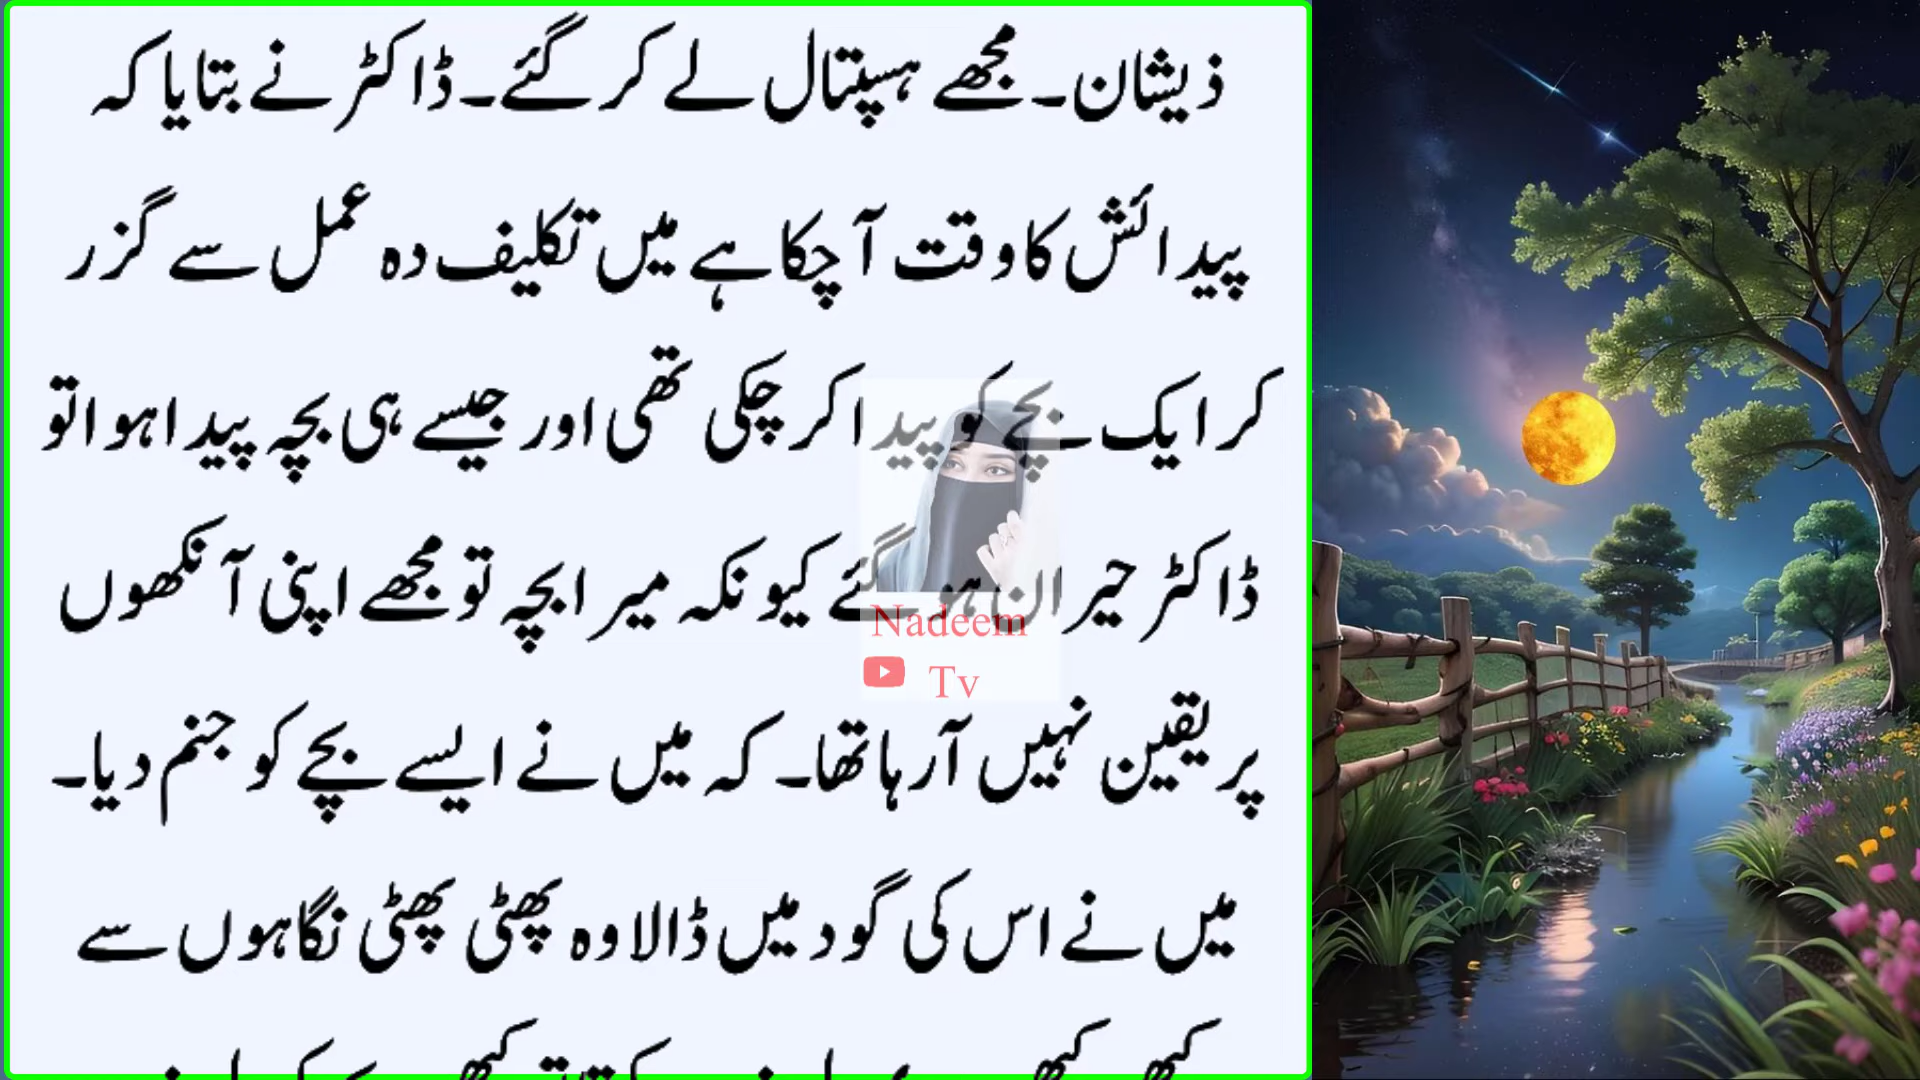 ذیشان۔ مجھے ہسپتال لے کر گئے۔ ڈاکٹر نے بتایا کہ
پیدائش کا وقت آ چکا ہے میں تکلیف دہ عمل سے گزر
کر ایک بچے کو پیدا کر چکی تھی اور جیسے ہی بچہ پیدا ہوا تو
ڈاکٹر حیران ہو گئے کیونکہ میرا بچہ تو مجھے اپنی آنکھوں
پر یقین نہیں آرہا تھا۔ کہ میں نے ایسے بچے کو جنم دیا۔
میں نے اس کی گود میں ڈالا وہ پھٹی پھٹی نگاہوں سے
Nadeem
Tv